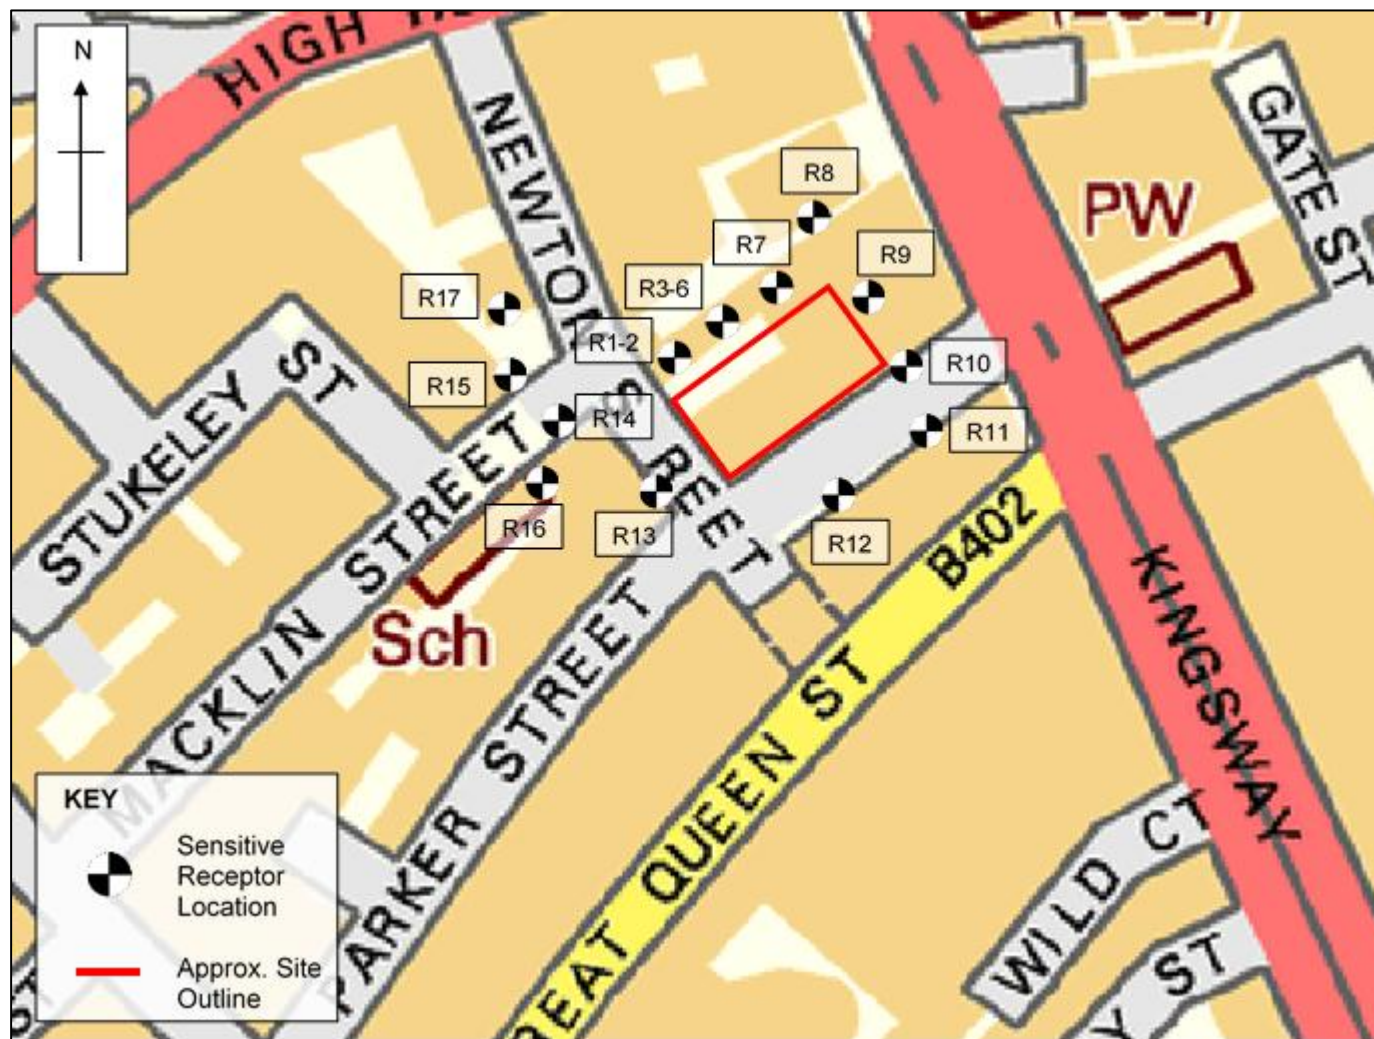 N
HIGH
NEWTON
STREET
GATE ST
PW
R8
R7
R9
R3-6
R17
R1-2
R10
R15
R14
R11
STUKELEY
ST
R16
R13
R12
B402
MACKLIN STREET
Sch
PARKER STREET
KINGSWAY
GREAT QUEEN ST
WILD CT
ST
KEY
Sensitive
Receptor
Location
Approx. Site
Outline